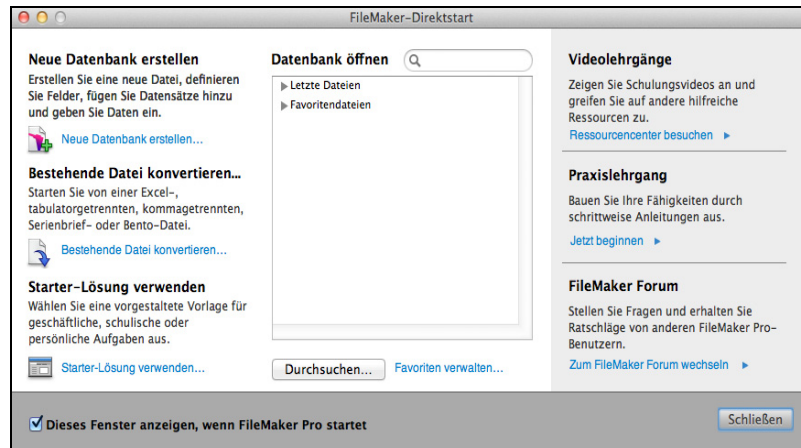 FileMaker-Direktstart
Neue Datenbank erstellen
Erstellen Sie eine neue Datei, definieren
Sie Felder, fügen Sie Datensätze hinzu
und geben Sie Daten ein.
Neue Datenbank erstellen...
Bestehende Datei konvertieren...
Starten Sie von einer Excel-,
tabulatorgetrennten, kommagetrennten,
Serienbrief- oder Bento-Datei.
Bestehende Datei konvertieren...
Starter-Lösung verwenden
Wählen Sie eine vorgestaltete Vorlage für
geschäftliche, schulische oder
persönliche Aufgaben aus.
Starter-Lösung verwenden...
Datenbank öffnen
Letzte Dateien
Favoritendateien
Durchsuchen...
Favoriten verwalten...
Videolehrgänge
Zeigen Sie Schulungsvideos an und
greifen Sie auf andere hilfreiche
Ressourcen zu.
Ressourcencenter besuchen
Praxislehrgang
Bauen Sie Ihre Fähigkeiten durch
schrittweise Anleitungen aus.
Jetzt beginnen
FileMaker Forum
Stellen Sie Fragen und erhalten Sie
Ratschläge von anderen FileMaker Pro-
Benutzern.
Zum FileMaker Forum wechseln
Dieses Fenster anzeigen, wenn FileMaker Pro startet
Schließen